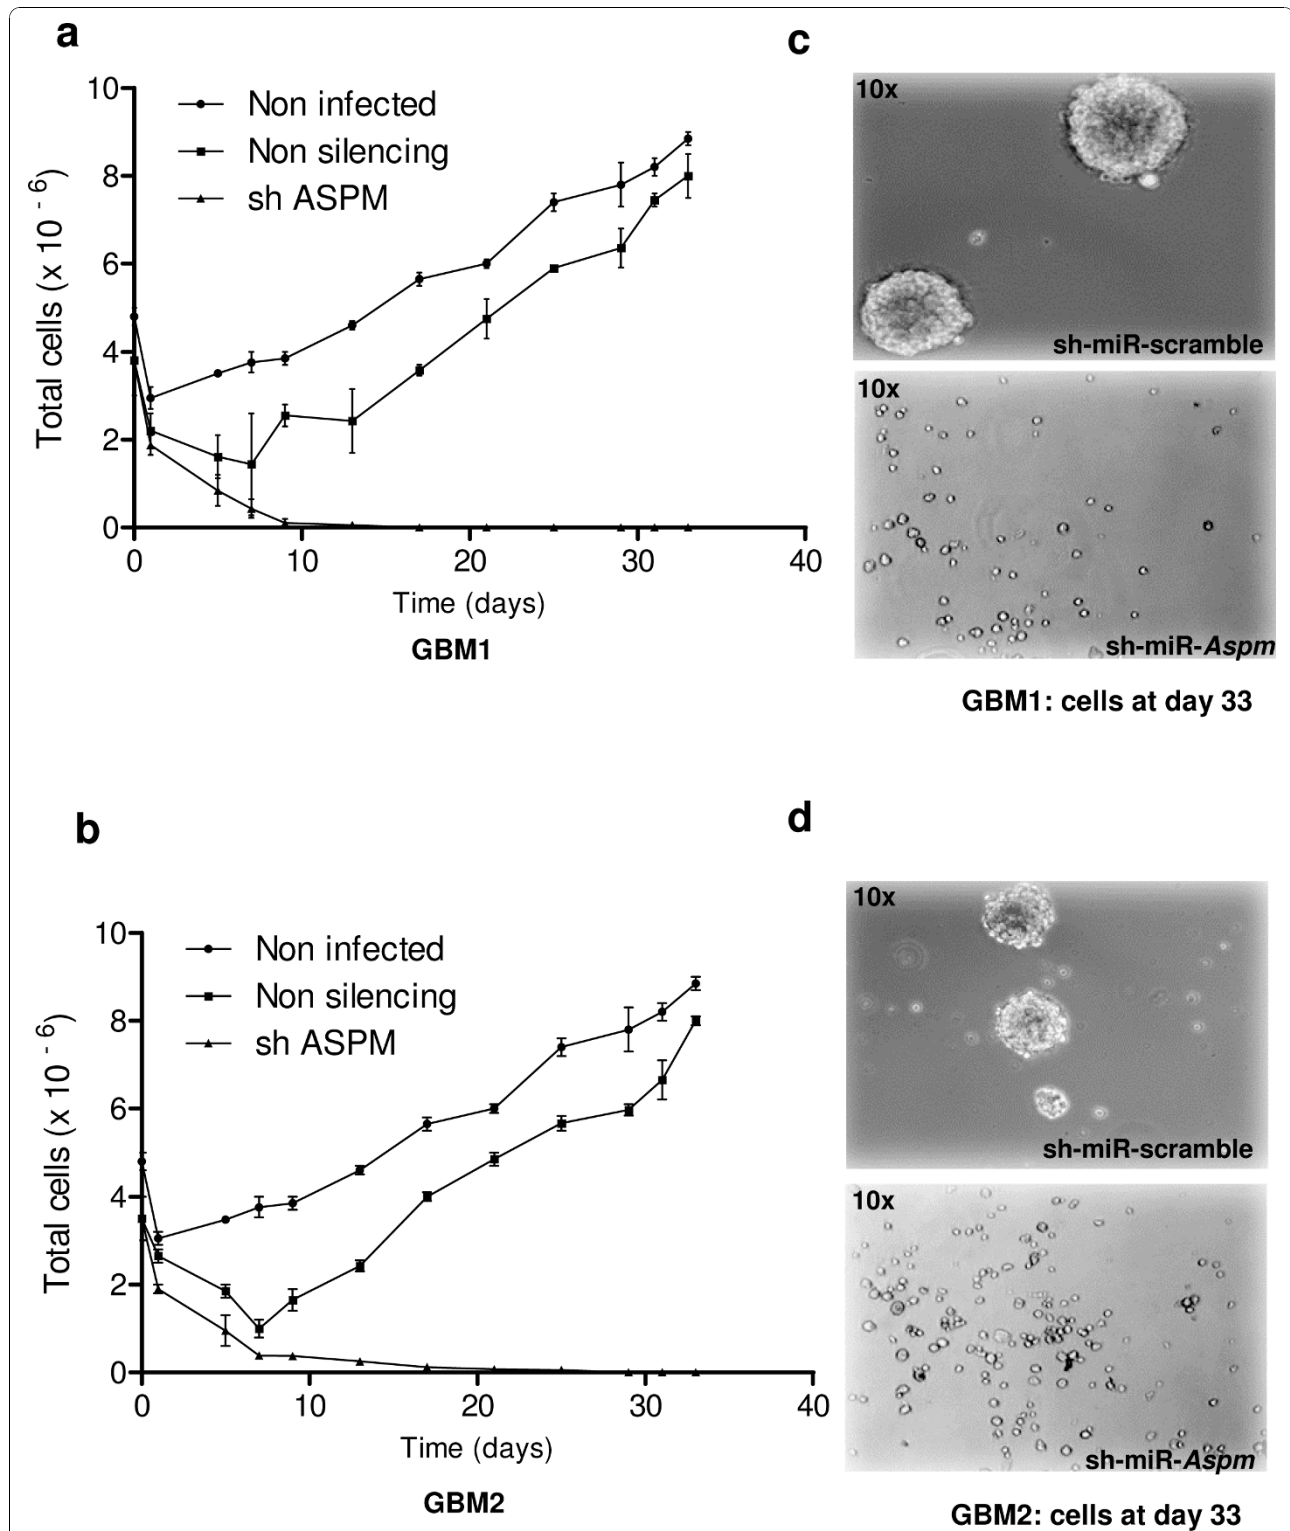 a
10
8
6
4
2
0
Total cells (x 10 - 6)
Non infected
Non silencing
sh ASPM
0 10 20 30 40
Time (days)
GBM1
c
10x
sh-miR-scramble
10x
sh-miR-Aspm
GBM1: cells at day 33
b
10
8
6
4
2
0
Total cells (x 10 - 6)
Non infected
Non silencing
sh ASPM
0 10 20 30 40
Time (days)
GBM2
d
10x
sh-miR-scramble
10x
sh-miR-Aspm
GBM2: cells at day 33